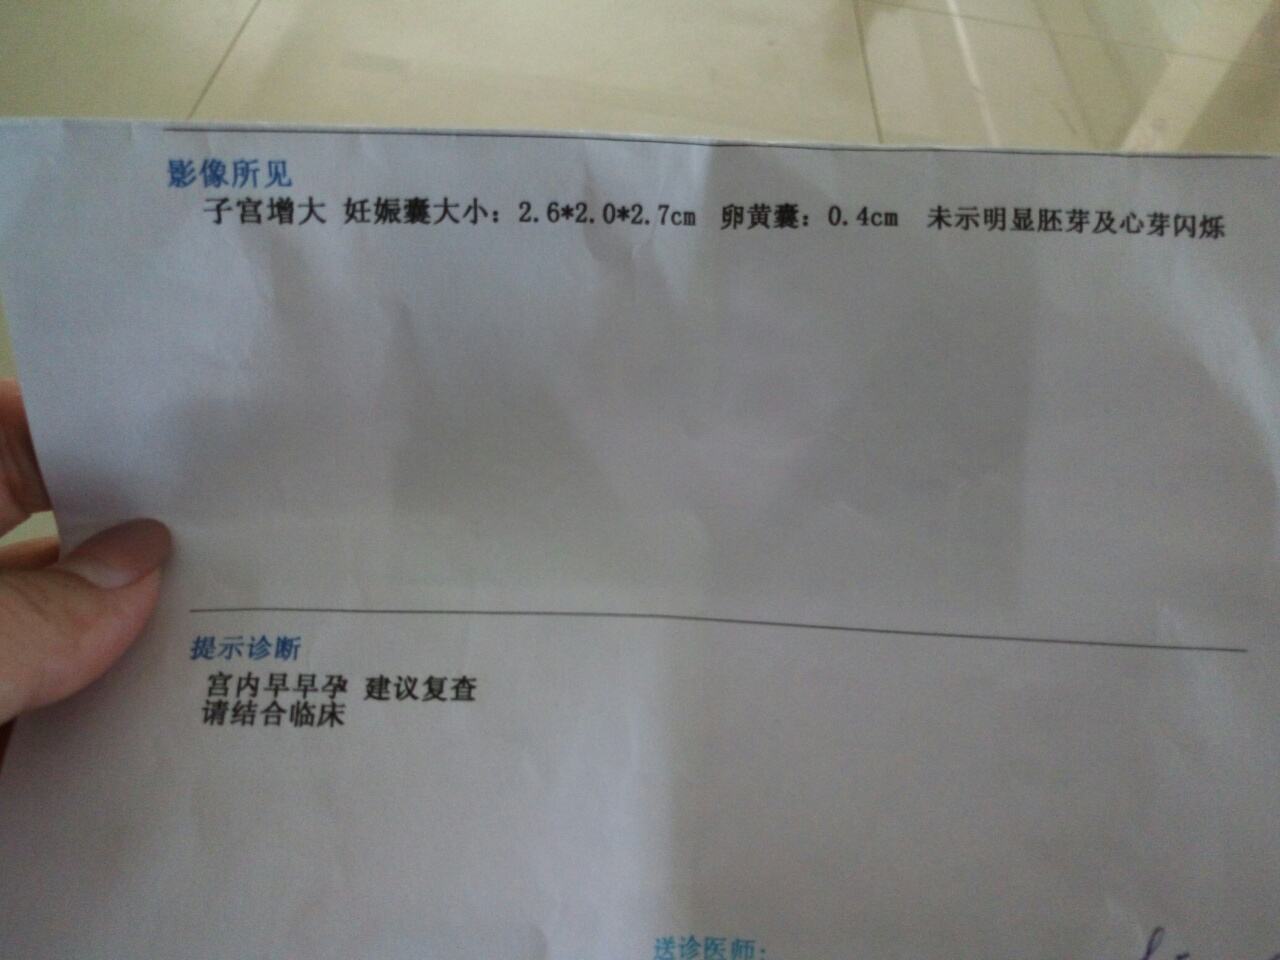 影像所见
子宫增大 妊娠囊大小：2.6*2.0*2.7cm 卵黄囊：0.4cm 未示明显胚芽及心芽闪烁
提示诊断
宫内早早孕 建议复查
请结合临床
送诊医师：